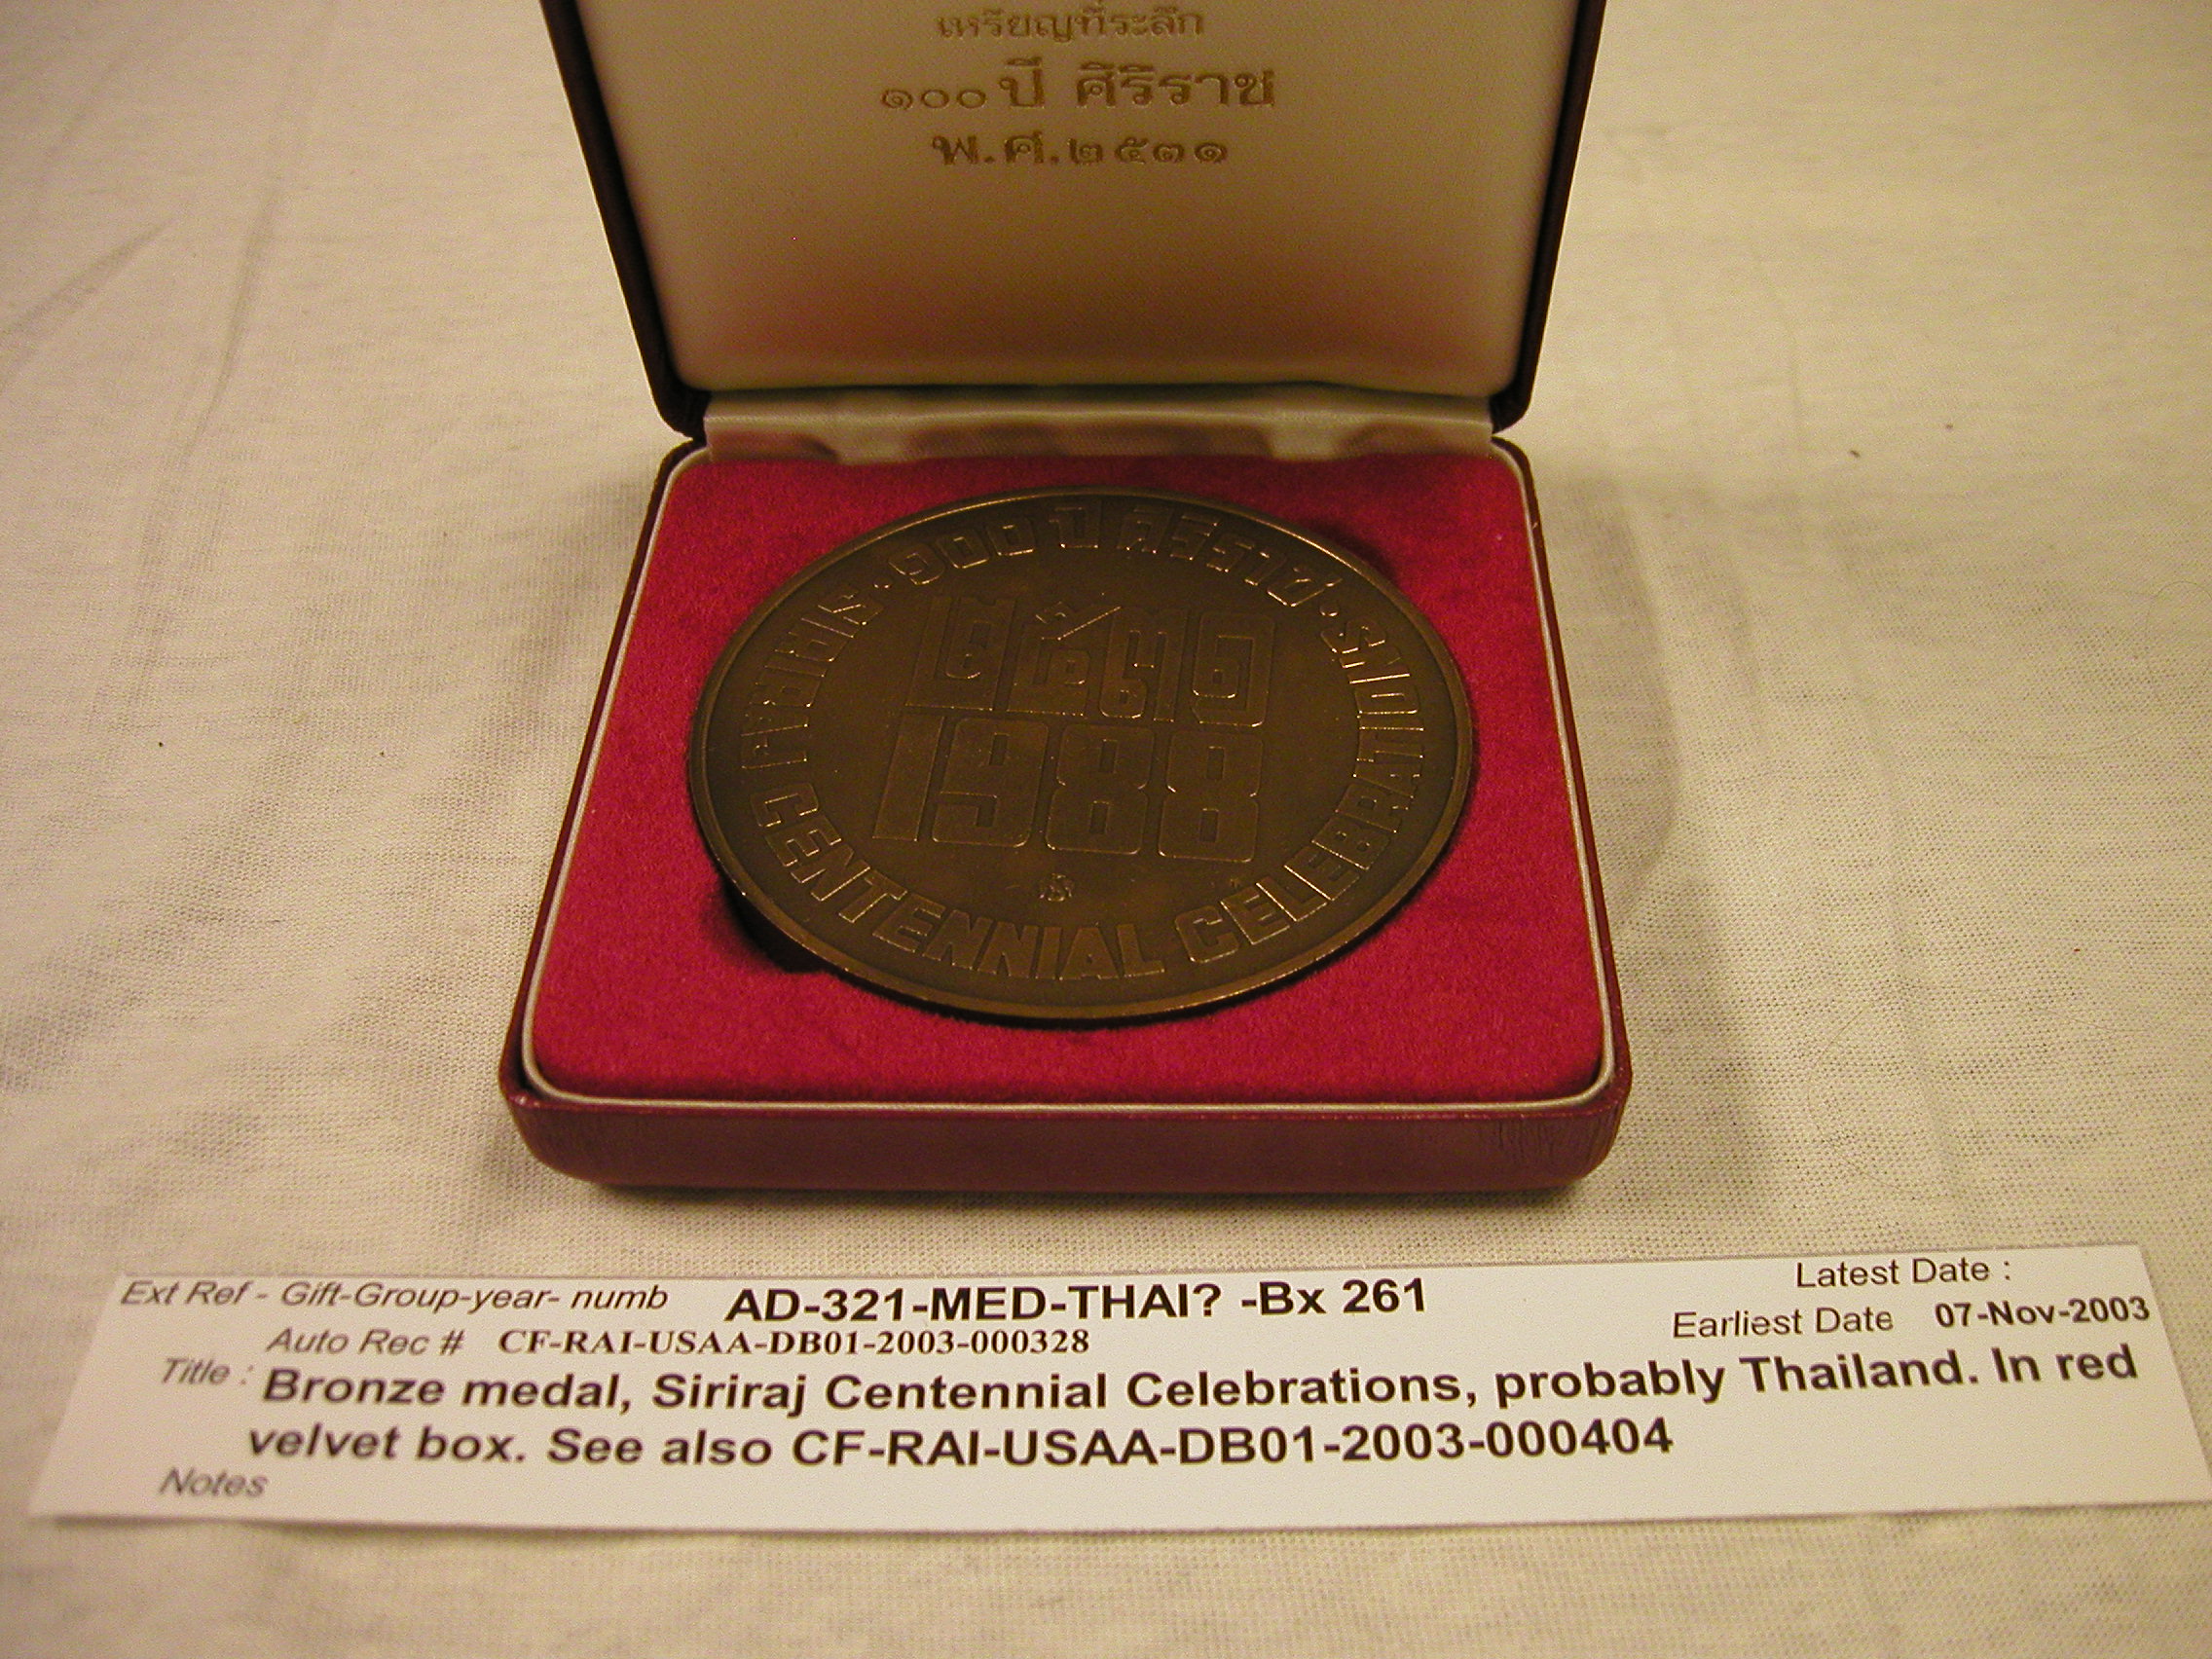 เหรียญที่ระลึก
๑๐๐ ปี ศิริราช
พ.ศ.๒๕๓๑
๑๐๐ ปี ศิริราช
๒๕๓๑
1988
SIRIRAJ CENTENNIAL CELEBRATIONS
Ext Ref - Gift-Group-year- numb AD-321-MED-THAI? -Bx 261 Latest Date :
Auto Rec # CF-RAI-USAA-DB01-2003-000328 Earliest Date 07-Nov-2003
Title : Bronze medal, Siriraj Centennial Celebrations, probably Thailand. In red
velvet box. See also CF-RAI-USAA-DB01-2003-000404
Notes